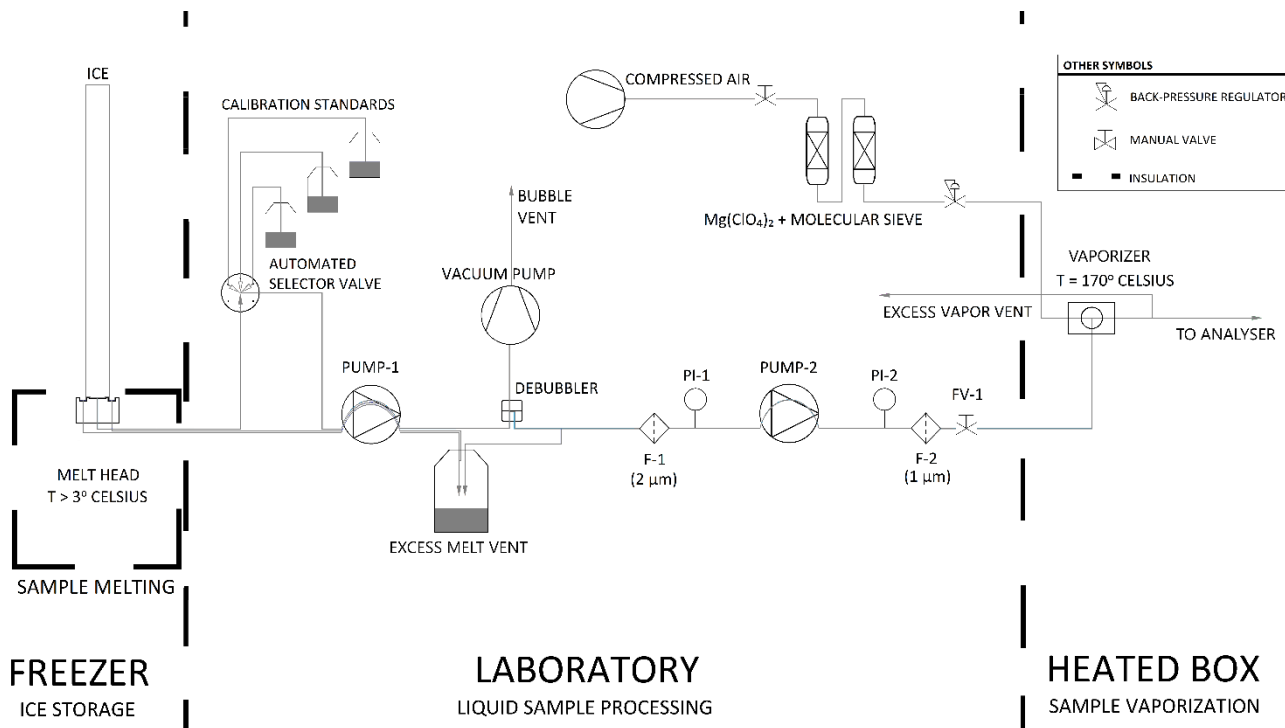 ICE
CALIBRATION STANDARDS
COMPRESSED AIR
OTHER SYMBOLS
BACK-PRESSURE REGULATOR
MANUAL VALVE
INSULATION
BUBBLE
VENT
Mg(ClO₄)₂ + MOLECULAR SIEVE
AUTOMATED
SELECTOR VALVE
VACUUM PUMP
VAPORIZER
T = 170⁰ CELSIUS
EXCESS VAPOR VENT
TO ANALYSER
PUMP-1
DEBUBBLER
PI-1
PUMP-2
PI-2
FV-1
F-1
(2 µm)
F-2
(1 µm)
MELT HEAD
T > 3⁰ CELSIUS
EXCESS MELT VENT
SAMPLE MELTING
FREEZER
ICE STORAGE
LABORATORY
LIQUID SAMPLE PROCESSING
HEATED BOX
SAMPLE VAPORIZATION